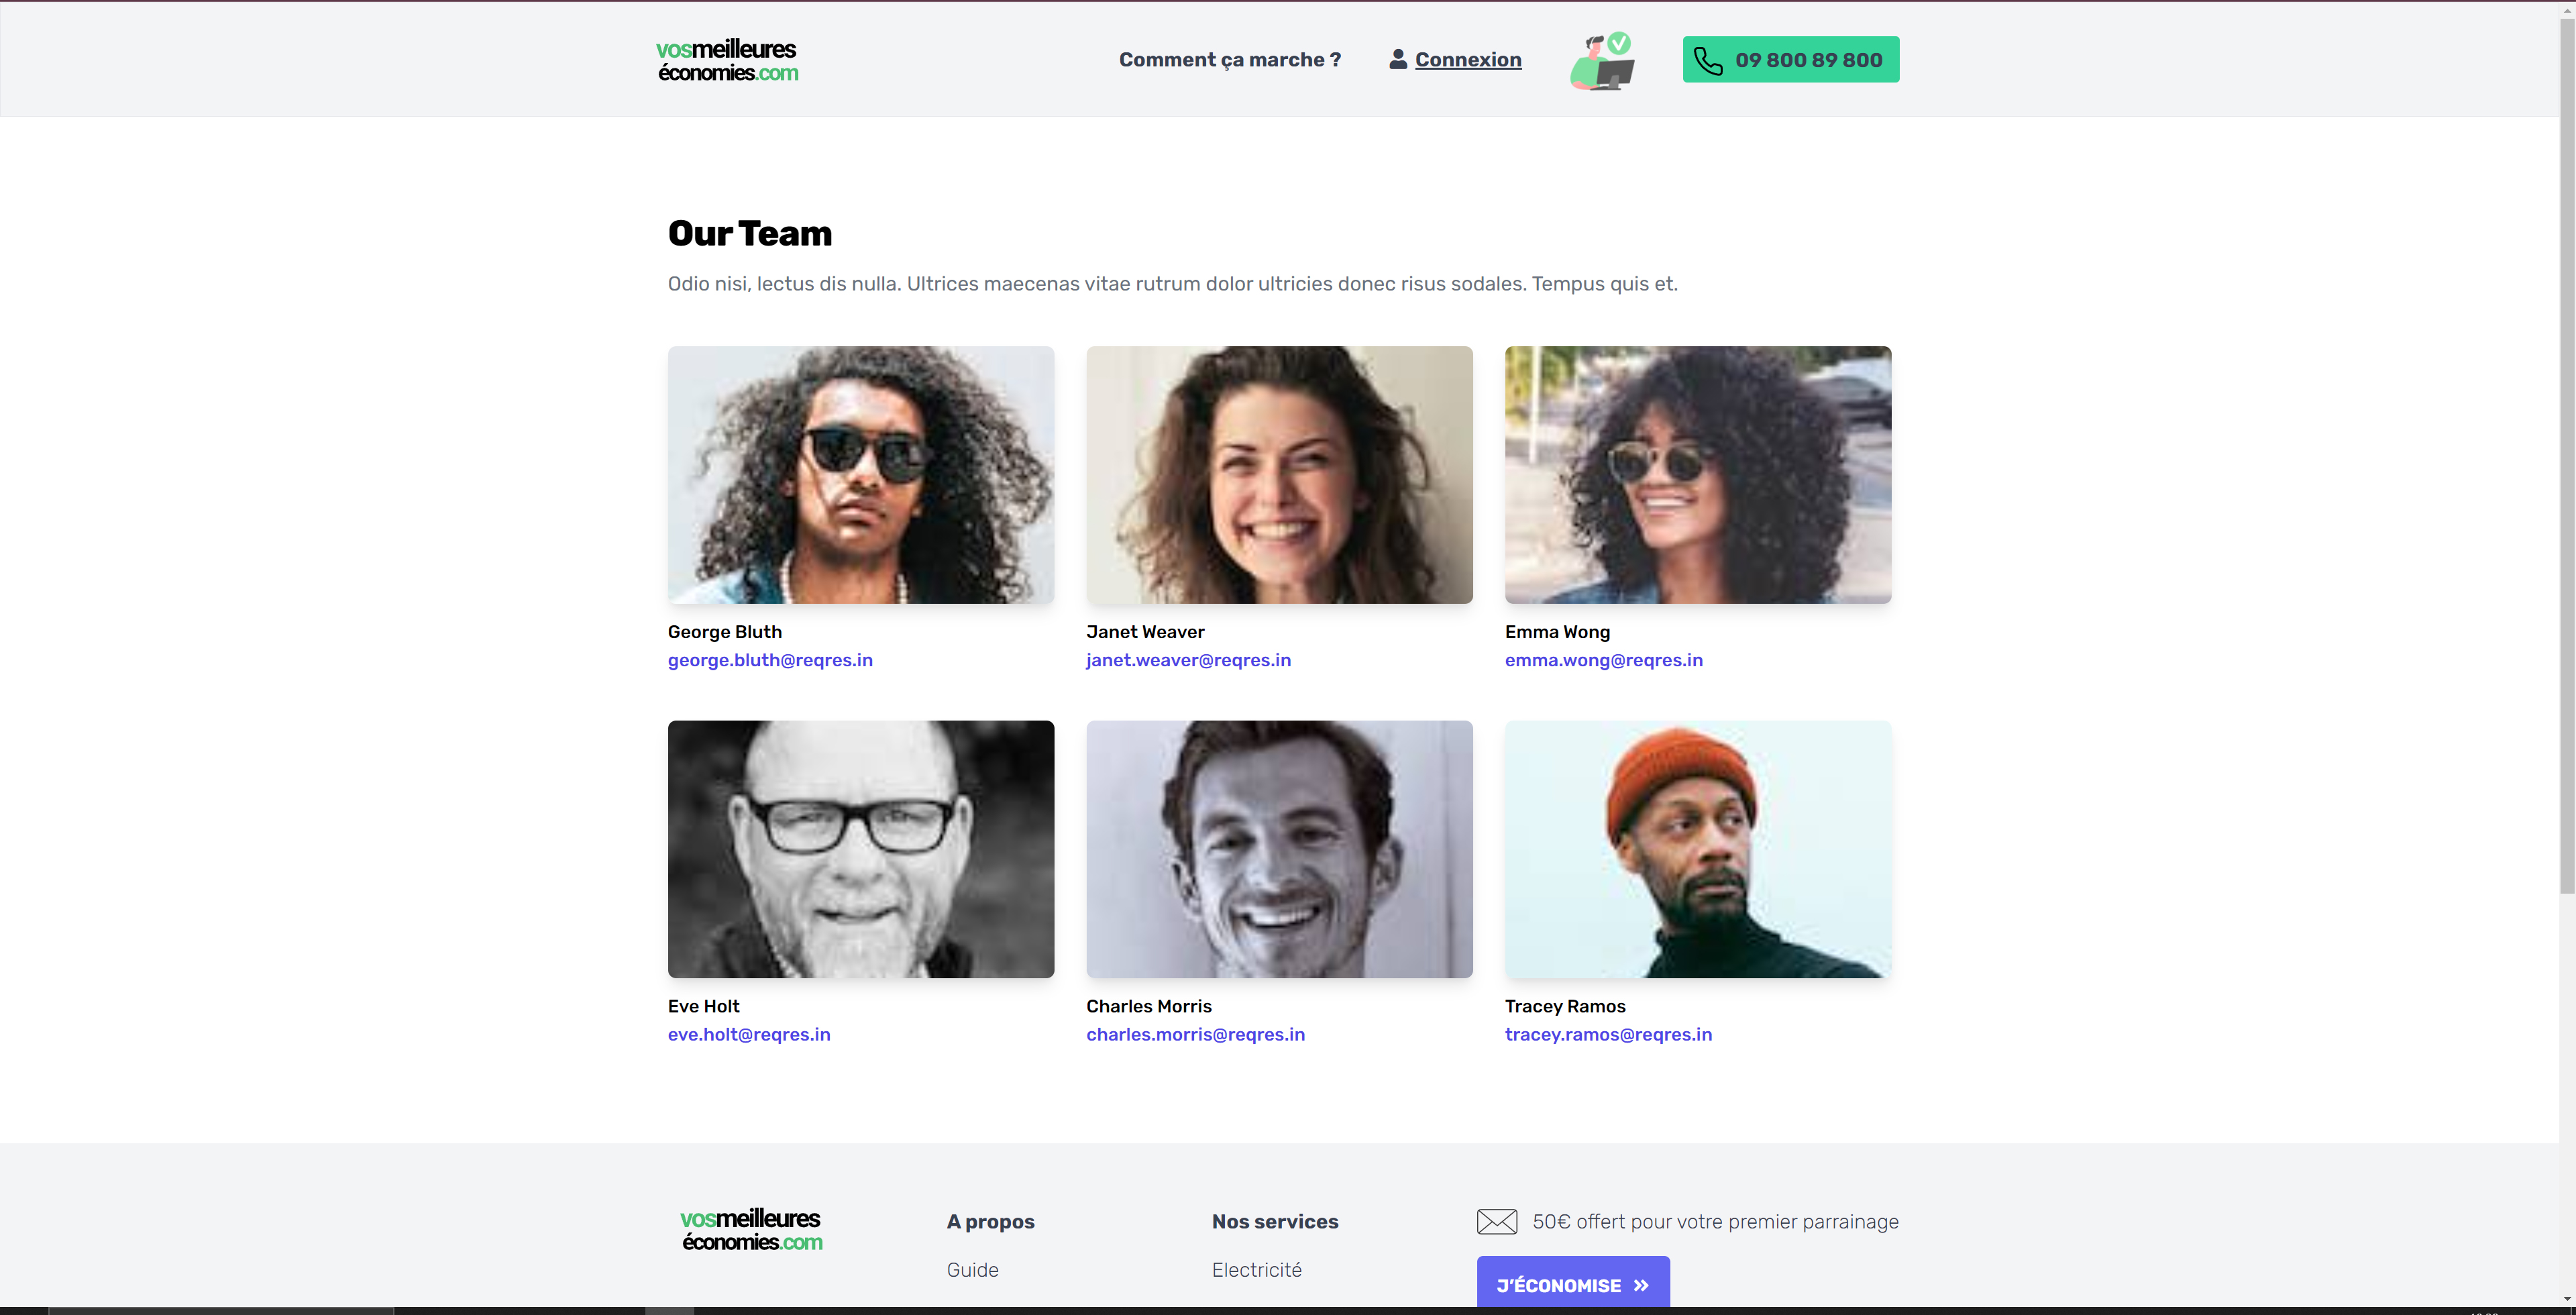 vosmeilleures
économies.com
Comment ça marche ?
Connexion
09 800 89 800
Our Team
Odio nisi, lectus dis nulla. Ultrices maecenas vitae rutrum dolor ultricies donec risus sodales. Tempus quis et.
George Bluth
george.bluth@reqres.in
Janet Weaver
janet.weaver@reqres.in
Emma Wong
emma.wong@reqres.in
Eve Holt
eve.holt@reqres.in
Charles Morris
charles.morris@reqres.in
Tracey Ramos
tracey.ramos@reqres.in
vosmeilleures
économies.com
A propos
Guide
Nos services
Electricité
50€ offert pour votre premier parrainage
J'ÉCONOMISE »